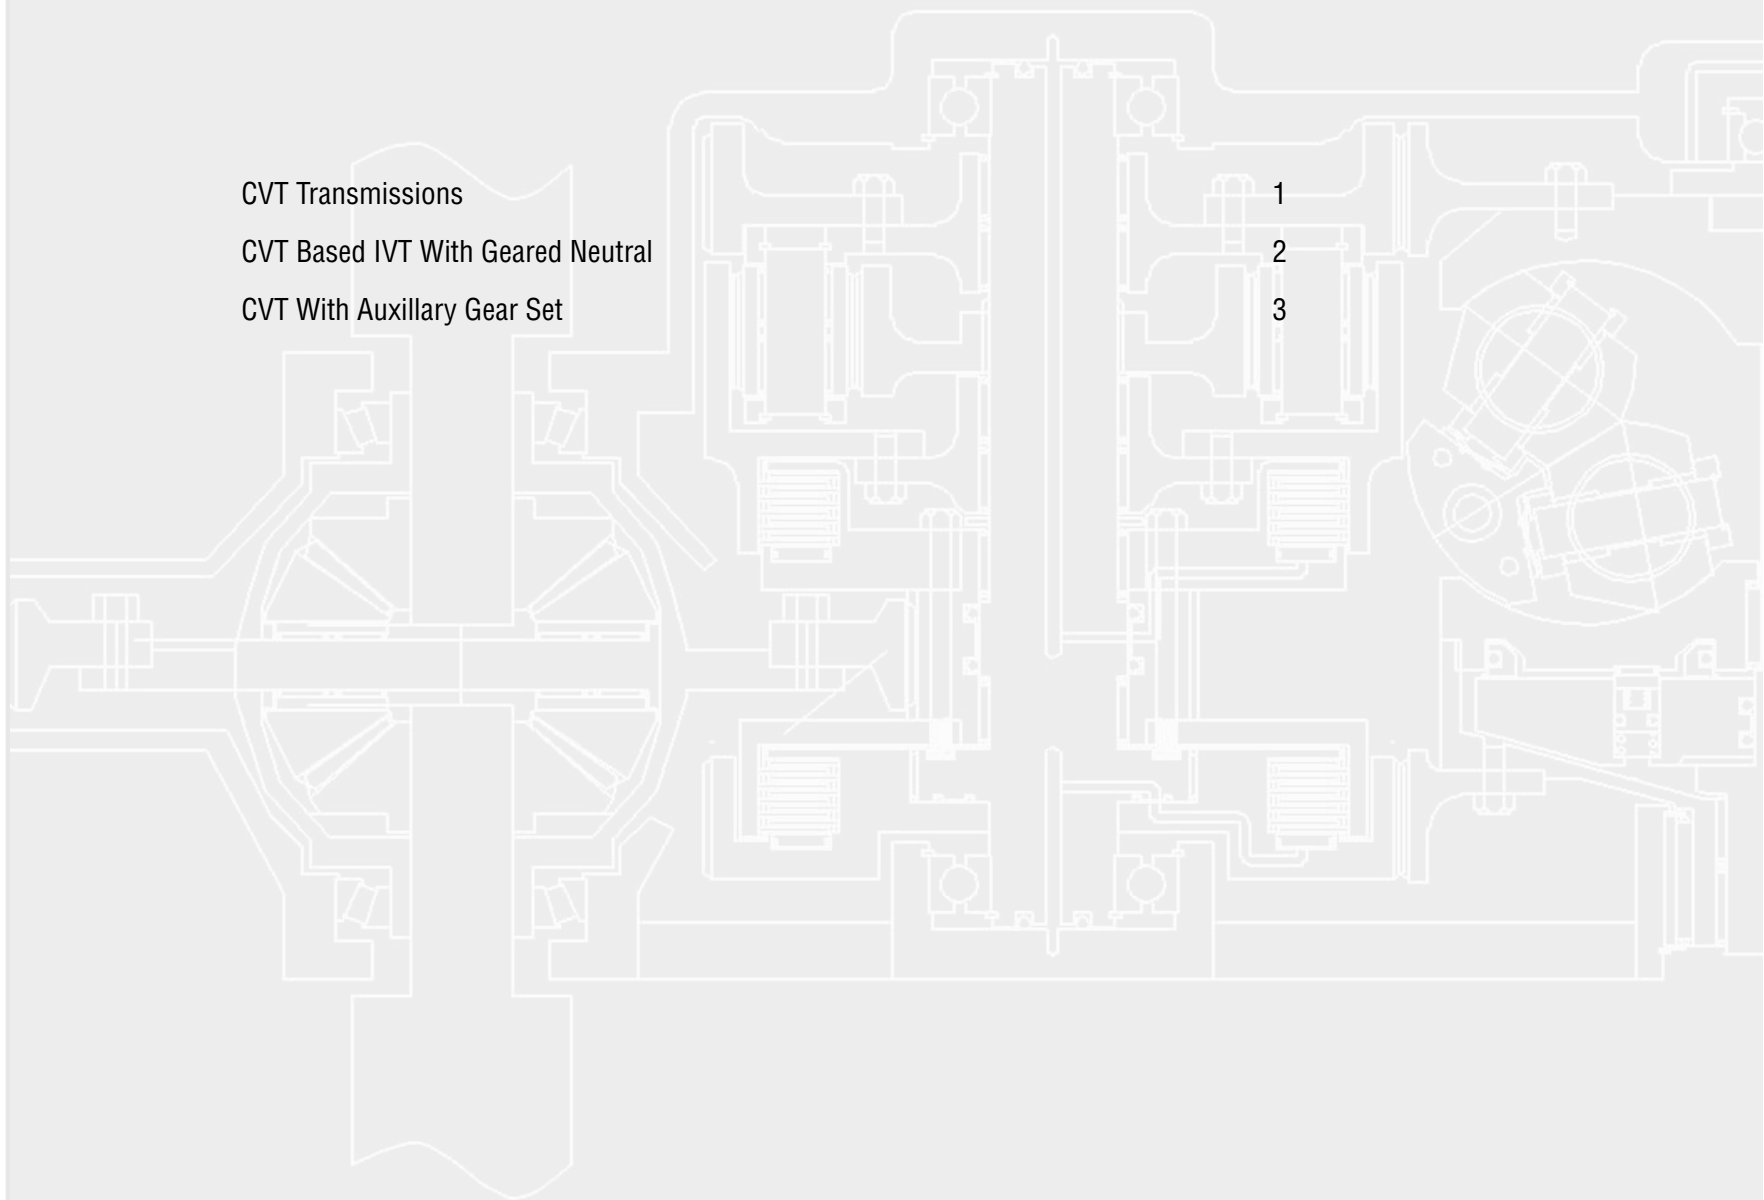 CVT Transmissions 1
CVT Based IVT With Geared Neutral 2
CVT With Auxillary Gear Set 3